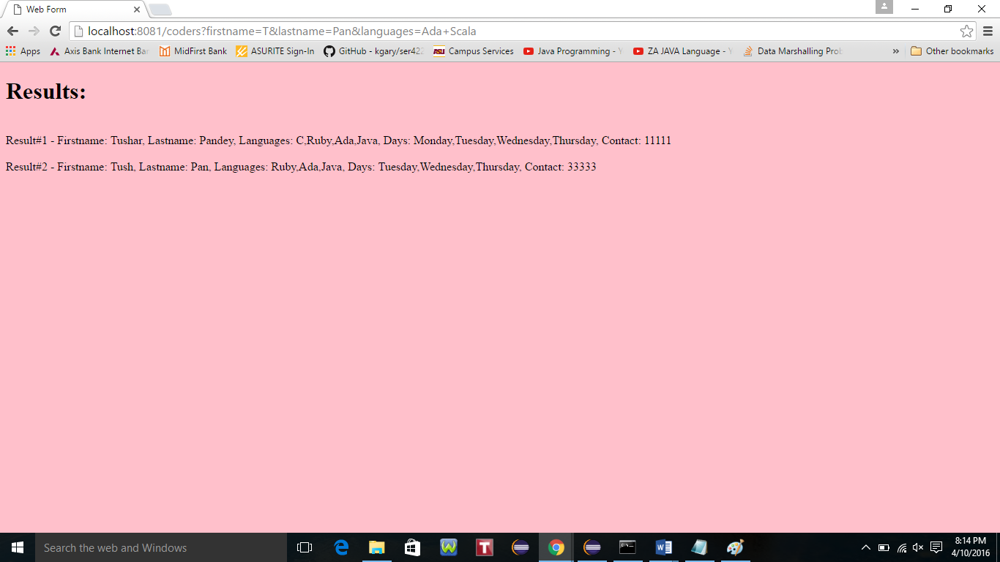 Web Form
localhost:8081/coders?firstname=T&lastname=Pan&languages=Ada+Scala
Apps Axis Bank Internet Ban MidFirst Bank ASURITE Sign-In GitHub - kgary/ser422 ASU Campus Services Java Programming - Y ZA JAVA Language - Y Data Marshalling Prob » Other bookmarks
Results:
Result#1 - Firstname: Tushar, Lastname: Pandey, Languages: C,Ruby,Ada,Java, Days: Monday,Tuesday,Wednesday,Thursday, Contact: 11111
Result#2 - Firstname: Tush, Lastname: Pan, Languages: Ruby,Ada,Java, Days: Tuesday,Wednesday,Thursday, Contact: 33333
Search the web and Windows
8:14 PM
4/10/2016